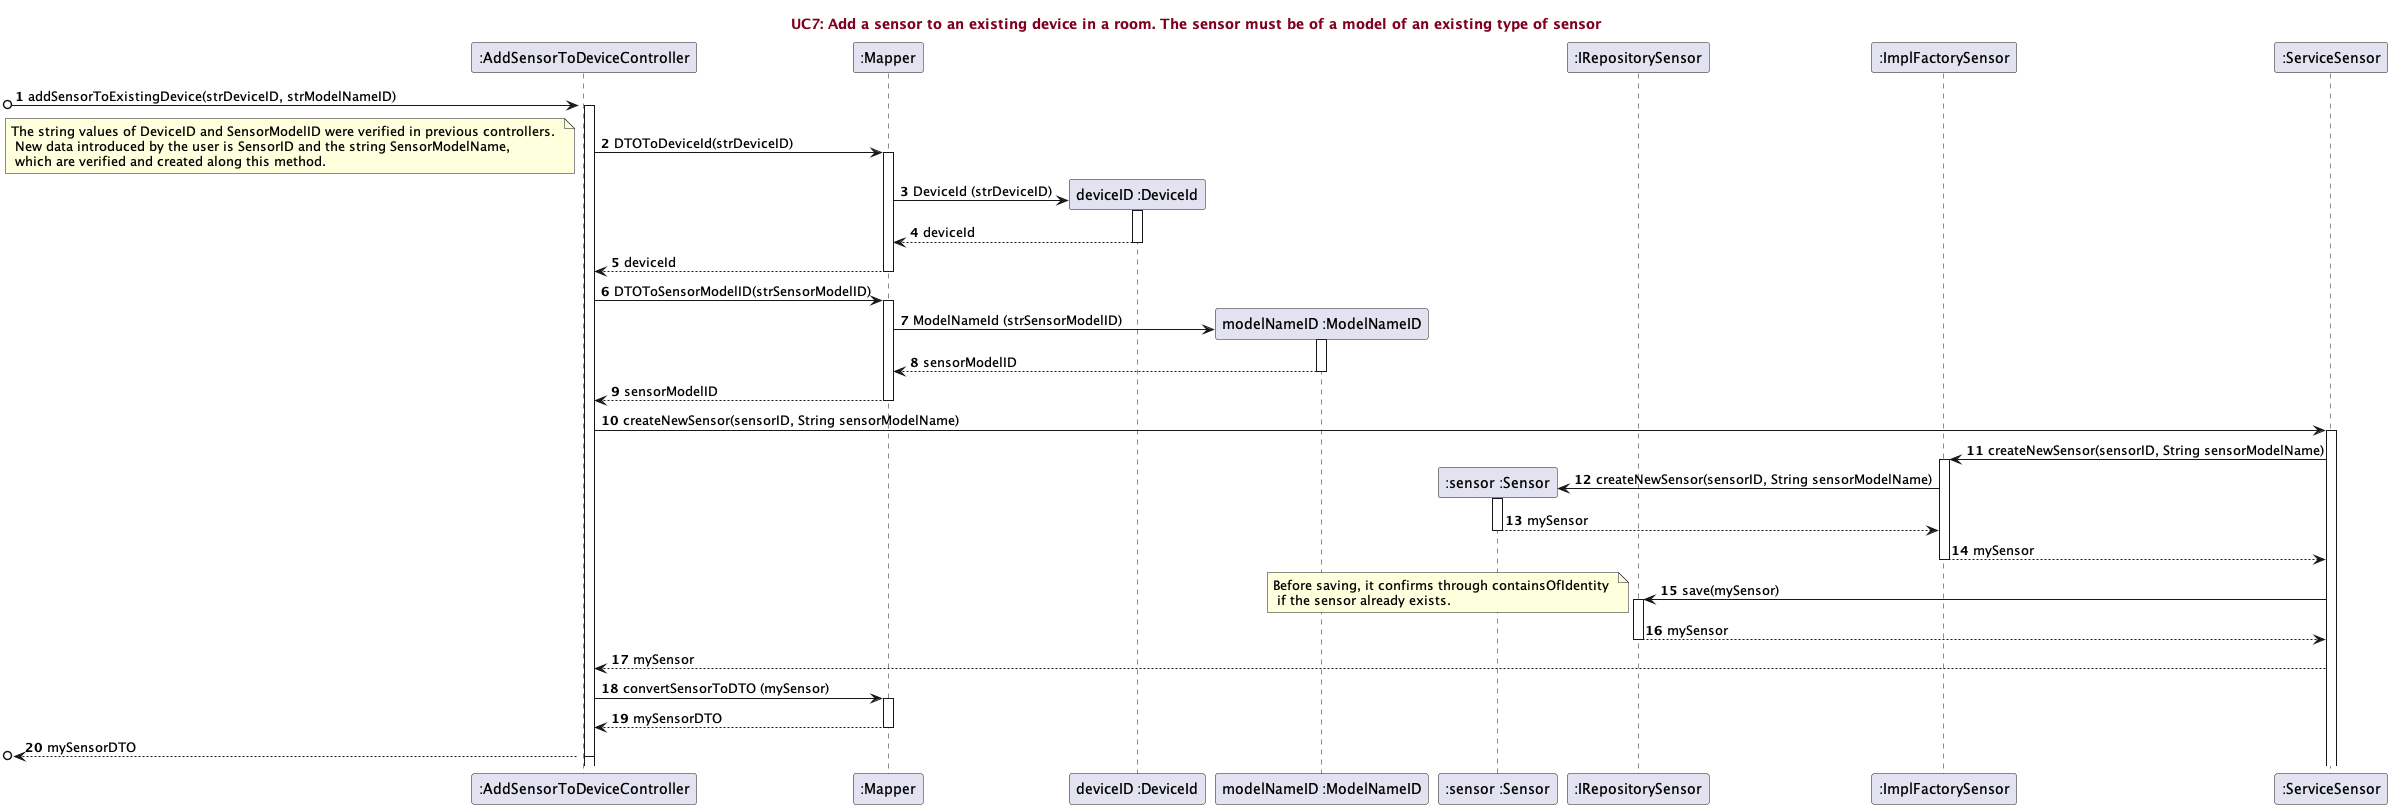 UC7: Add a sensor to an existing device in a room. The sensor must be of a model of an existing type of sensor
:AddSensorToDeviceController
:Mapper
:IRepositorySensor
:ImplFactorySensor
:ServiceSensor
1 addSensorToExistingDevice(strDeviceID, strModelNameID)
The string values of DeviceID and SensorModelID were verified in previous controllers.
New data introduced by the user is SensorID and the string SensorModelName,
which are verified and created along this method.
2 DTOToDeviceId(strDeviceID)
3 DeviceId (strDeviceID)
deviceID :DeviceId
4 deviceId
5 deviceId
6 DTOToSensorModelID(strSensorModelID)
7 ModelNameId (strSensorModelID)
modelNameID :ModelNameID
8 sensorModelID
9 sensorModelID
10 createNewSensor(sensorID, String sensorModelName)
11 createNewSensor(sensorID, String sensorModelName)
:sensor :Sensor
12 createNewSensor(sensorID, String sensorModelName)
13 mySensor
14 mySensor
Before saving, it confirms through containsOfIdentity
if the sensor already exists.
15 save(mySensor)
16 mySensor
17 mySensor
18 convertSensorToDTO (mySensor)
19 mySensorDTO
20 mySensorDTO
:AddSensorToDeviceController
:Mapper
deviceID :DeviceId
modelNameID :ModelNameID
:sensor :Sensor
:IRepositorySensor
:ImplFactorySensor
:ServiceSensor